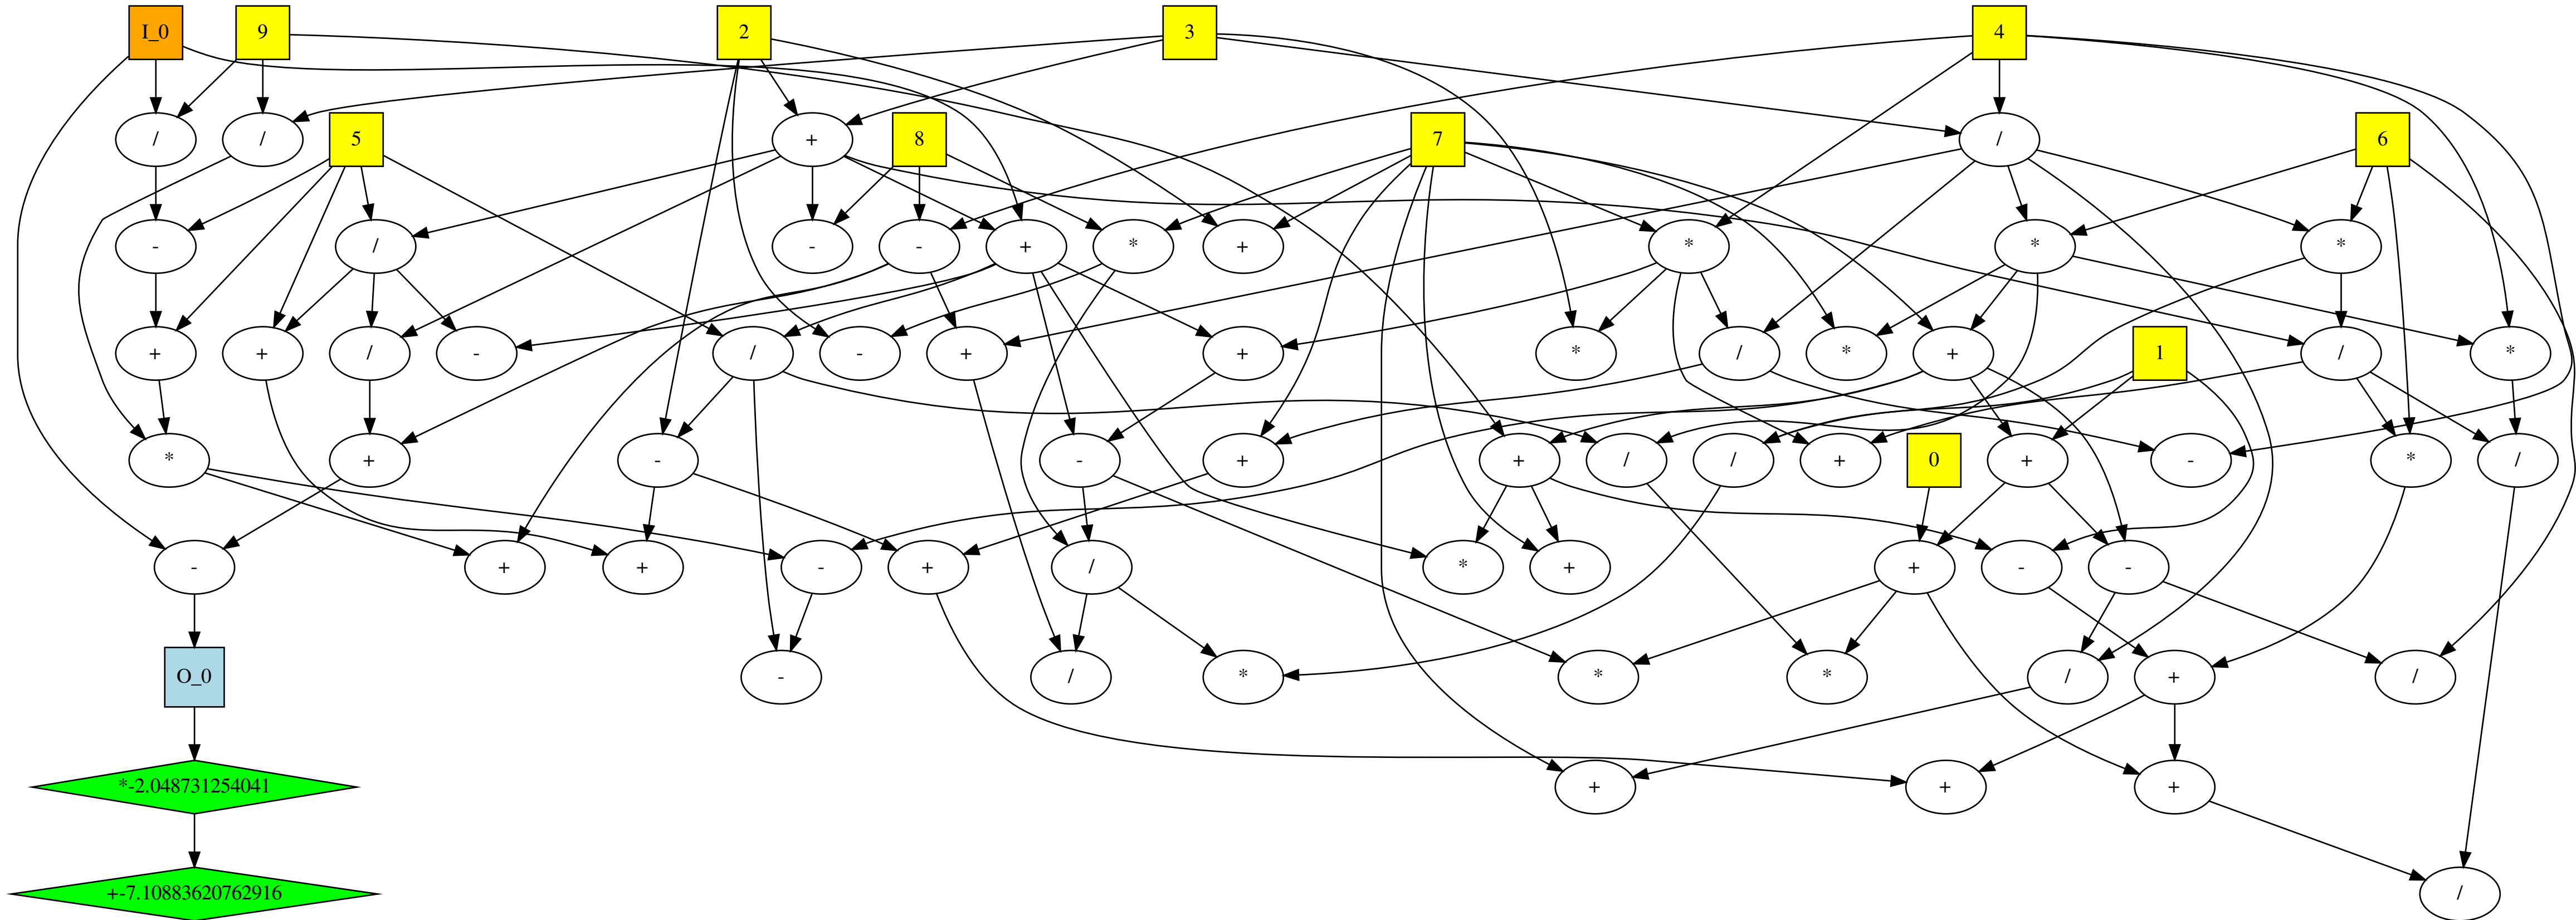 I_0 9 2 3 4
/ / 5 + 8 7 / 6
- / - - + * + * * *
+ + / - / - + + * / * + 1 / *
* + - - + + / / + 0 + - * /
- + + - + / * + + - -
O_0 - / * * * / + /
*-2.048731254041 + + +
+-7.10883620762916 /